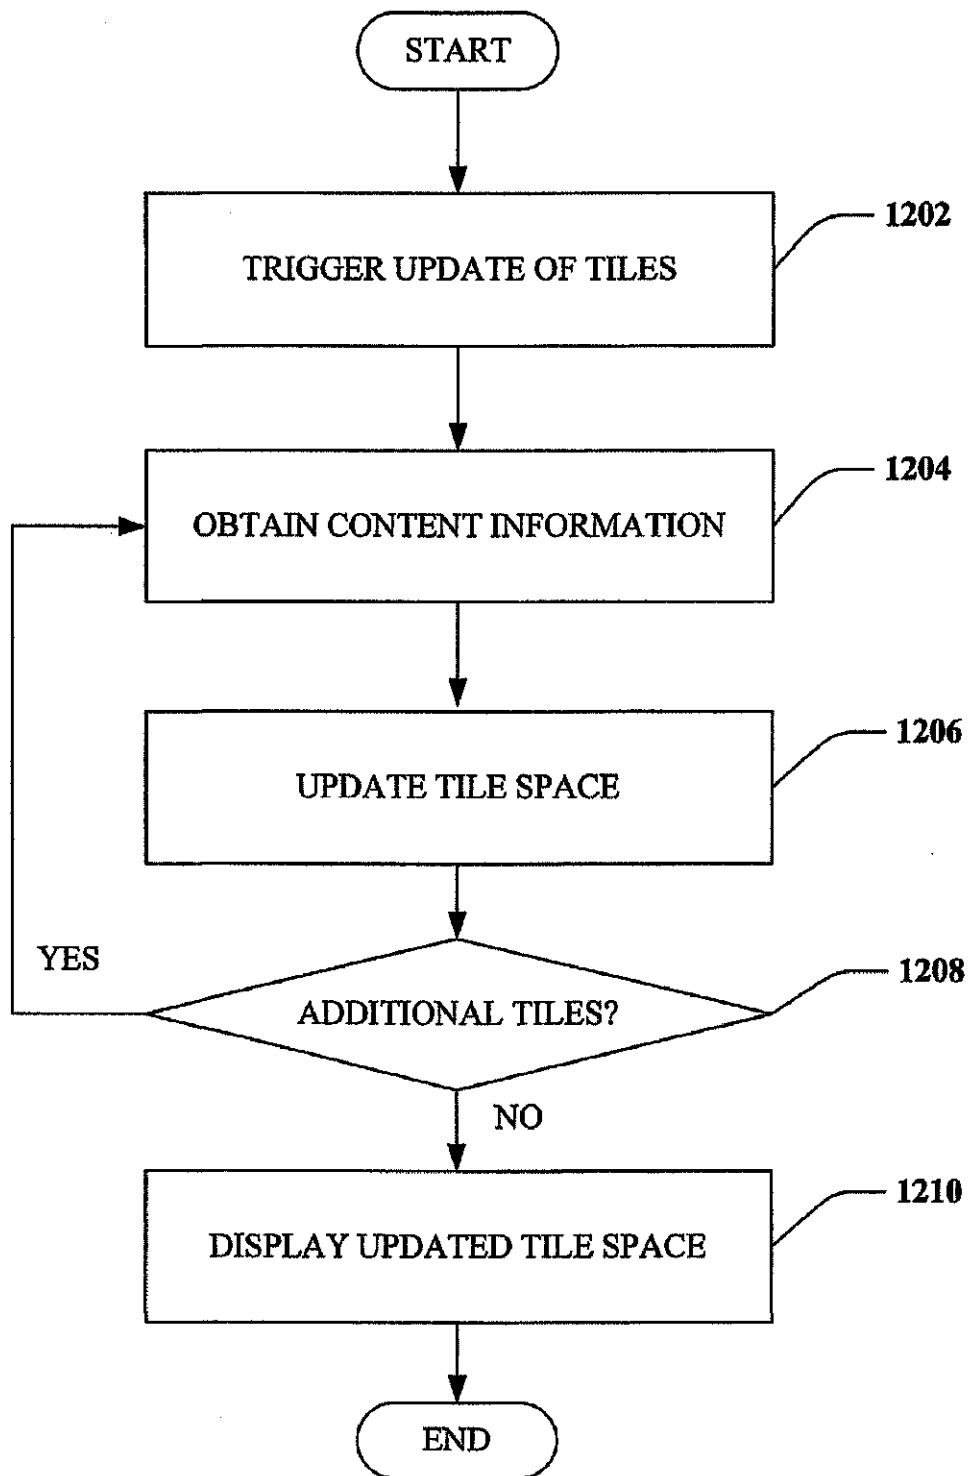 START
1202
TRIGGER UPDATE OF TILES
1204
OBTAIN CONTENT INFORMATION
1206
UPDATE TILE SPACE
YES
1208
ADDITIONAL TILES?
NO
1210
DISPLAY UPDATED TILE SPACE
END